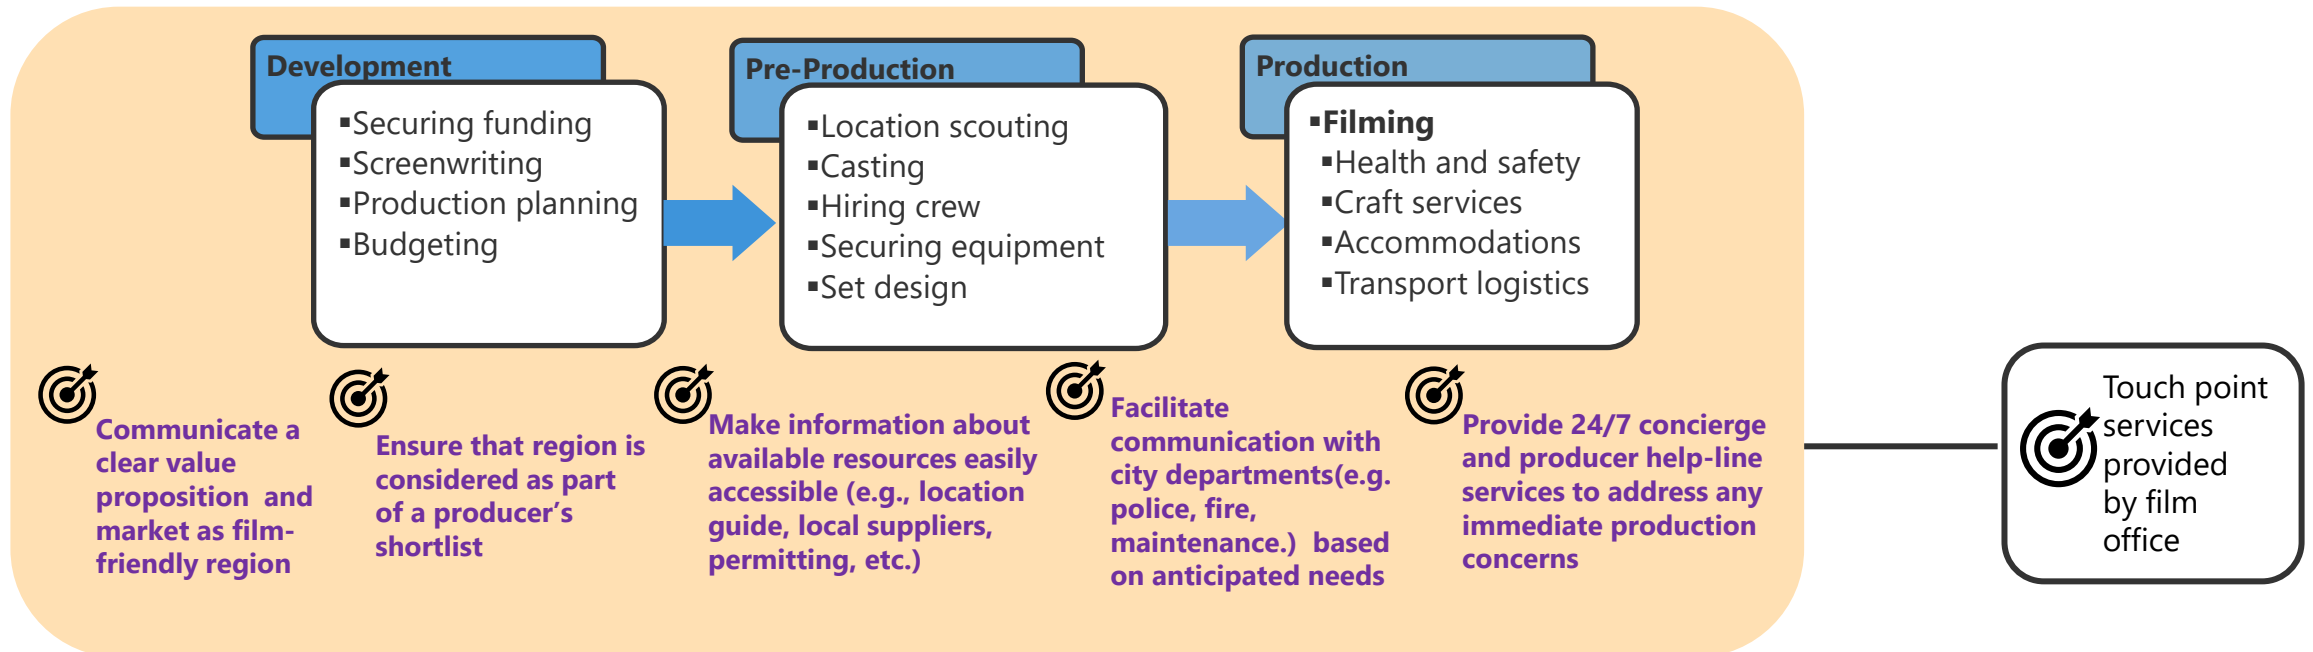 Development
▪Securing funding
▪Screenwriting
▪Production planning
▪Budgeting
Pre-Production
▪Location scouting
▪Casting
▪Hiring crew
▪Securing equipment
▪Set design
Production
▪Filming
▪Health and safety
▪Craft services
▪Accommodations
▪Transport logistics
Communicate a
clear value
proposition  and
market as film-
friendly region
Ensure that region is
considered as part
of a producer’s
shortlist
Make information about
available resources easily
accessible (e.g., location
guide, local suppliers,
permitting, etc.)
Facilitate
communication with
city departments(e.g.
police, fire,
maintenance.)  based
on anticipated needs
Provide 24/7 concierge
and producer help-line
services to address any
immediate production
concerns
Touch point
services
provided
by film
office